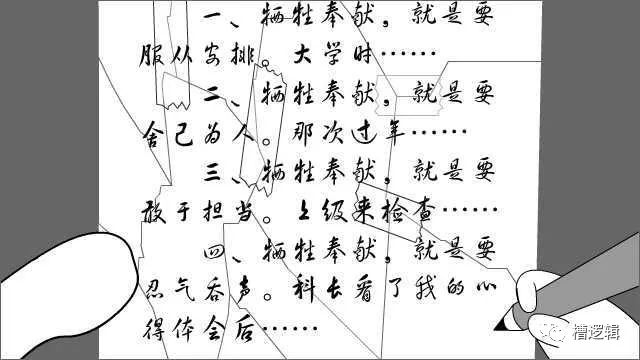 一、牺牲奉献，就是要
服从安排。大学时……
二、牺牲奉献，就是要
舍己为人。那次过年……
三、牺牲奉献，就是要
敢于担当。上级来检查……
四、牺牲奉献，就是要
忍气吞声。科长看了我的心
得体会后……
槽逻辑